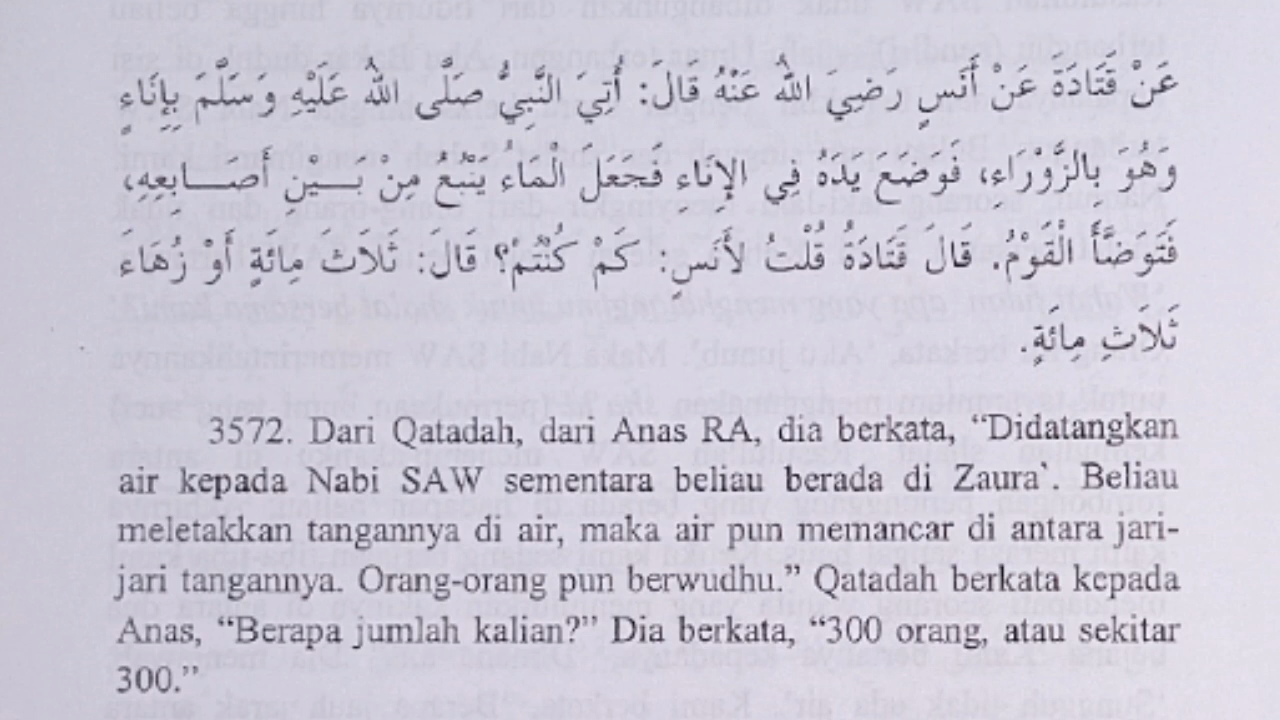 عَنْ قَتَادَةَ عَنْ أَنَسٍ رَضِيَ اللهُ عَنْهُ قَالَ: أُتِيَ النَّبِيُّ صَلَّى اللهُ عَلَيْهِ وَسَلَّمَ بِإِنَاءٍ
وَهُوَ بِالزَّوْرَاءِ، فَوَضَعَ يَدَهُ فِي الإِنَاءِ فَجَعَلَ الْمَاءُ يَنْبُعُ مِنْ بَــيْنِ أَصَــابِعِهِ،
فَتَوَضَّأَ الْقَوْمُ. قَالَ قَتَادَةُ قُلْتُ لأَنَسٍ: كَمْ كُنْتُمْ؟ قَالَ: ثَلاَثَ مِائَةٍ أَوْ زُهَاءَ
ثَلاَثِ مِائَةٍ.
3572. Dari Qatadah, dari Anas RA, dia berkata, “Didatangkan
air kepada Nabi SAW sementara beliau berada di Zaura`. Beliau
meletakkan tangannya di air, maka air pun memancar di antara jari-
jari tangannya. Orang-orang pun berwudhu.” Qatadah berkata kepada
Anas, “Berapa jumlah kalian?” Dia berkata, “300 orang, atau sekitar
300.”